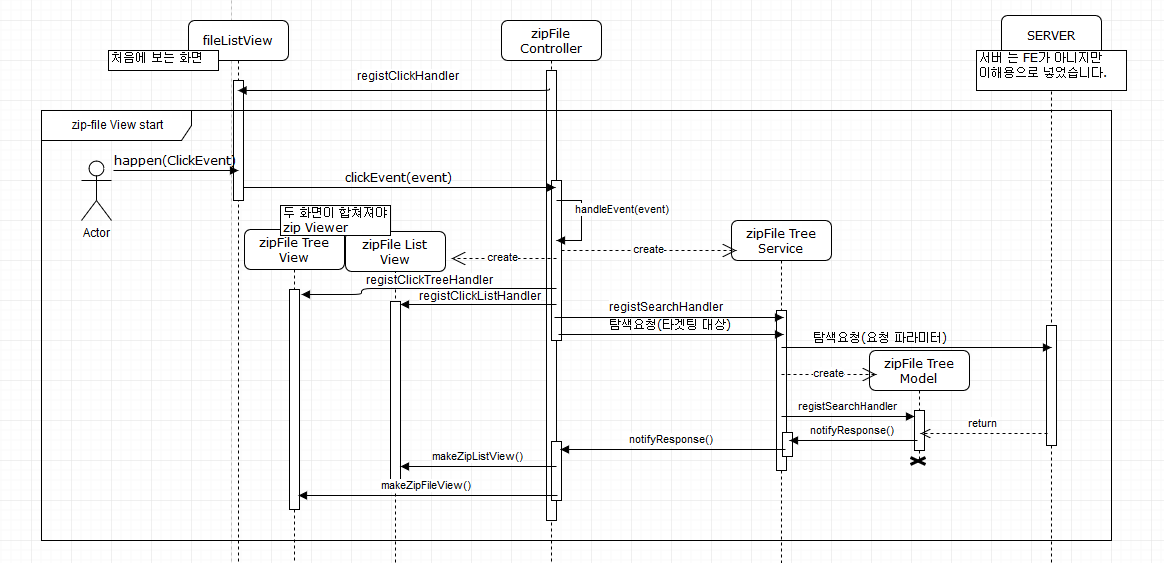 fileListView
zipFile
Controller
SERVER
처음에 보는 화면
서버 는 FE가 아니지만
이해용으로 넣었습니다.
registClickHandler
zip-file View start
happen(ClickEvent)
clickEvent(event)
Actor
handleEvent(event)
두 화면이 합쳐져야
zip Viewer
zipFile Tree
View
zipFile List
View
create
create
zipFile Tree
Service
registClickTreeHandler
registClickListHandler
registSearchHandler
탐색요청(타겟팅 대상)
탐색요청(요청 파라미터)
create
zipFile Tree
Model
registSearchHandler
return
notifyResponse()
notifyResponse()
makeZipListView()
makeZipFileView()